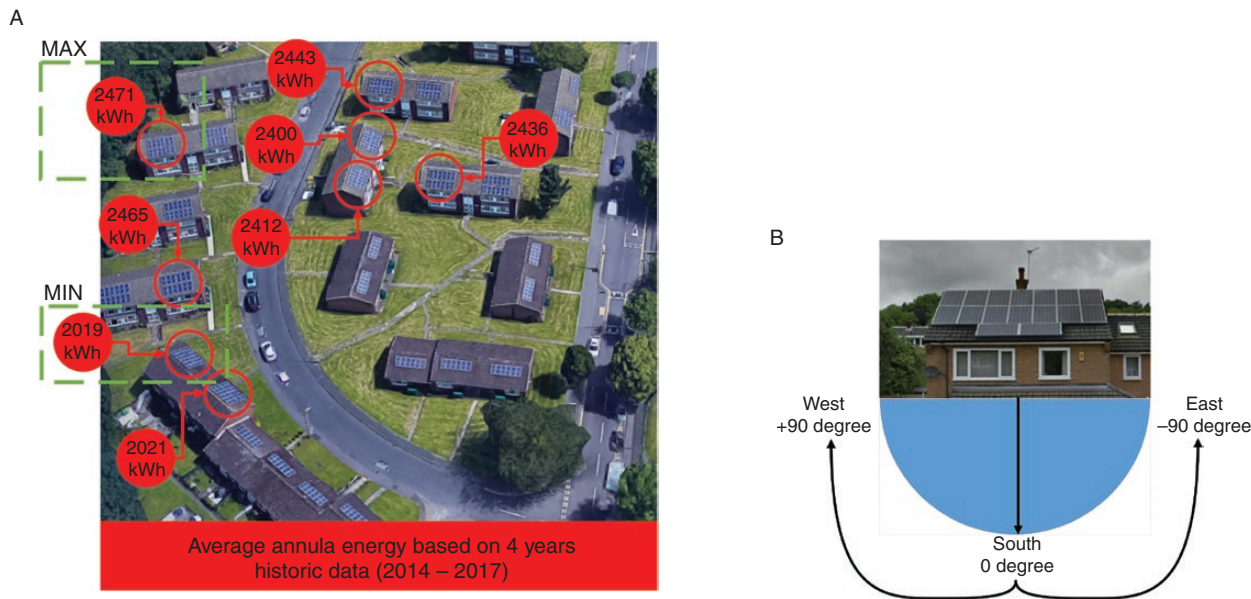 A
MAX
2443
kWh
2471
kWh
2400
kWh
2436
kWh
2465
kWh
2412
kWh
MIN
2019
kWh
2021
kWh
Average annula energy based on 4 years
historic data (2014 – 2017)
B
West
+90 degree
East
–90 degree
South
0 degree